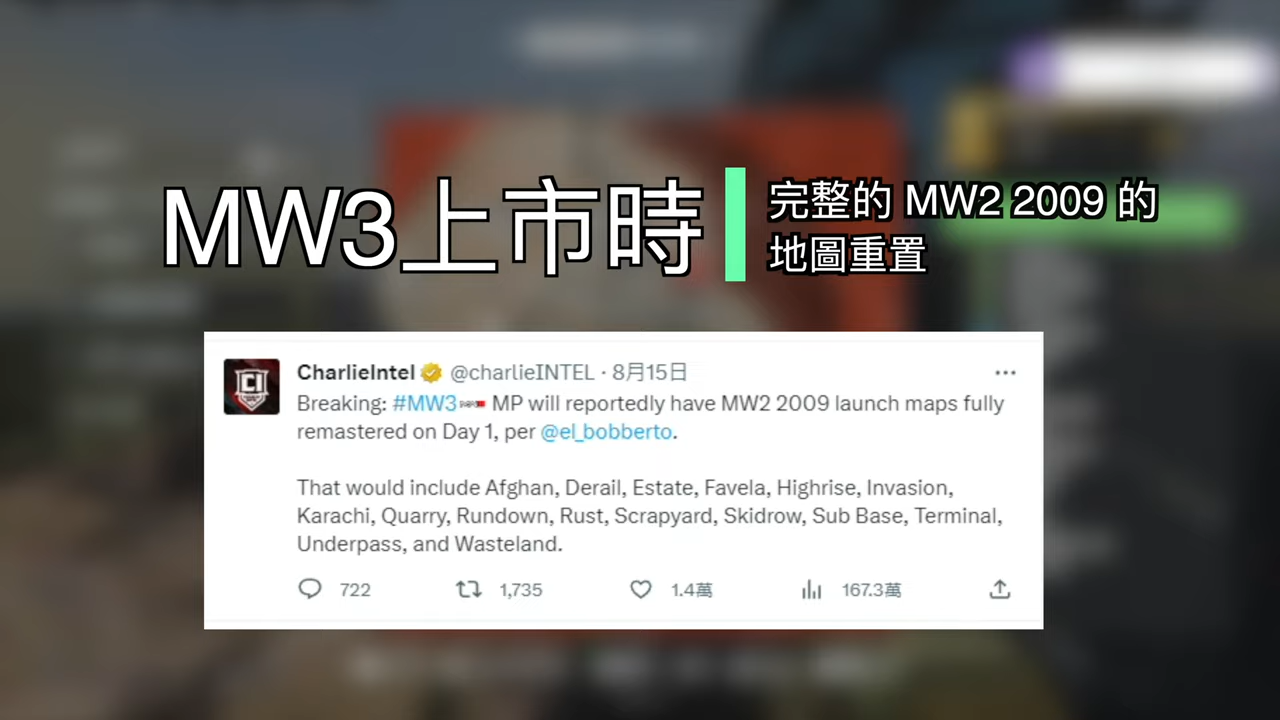 MW3上市時
完整的 MW2 2009 的
地圖重置
CharlieIntel @charlieINTEL · 8月15日
Breaking: #MW3 MP will reportedly have MW2 2009 launch maps fully
remastered on Day 1, per @el_bobberto.
That would include Afghan, Derail, Estate, Favela, Highrise, Invasion,
Karachi, Quarry, Rundown, Rust, Scrapyard, Skidrow, Sub Base, Terminal,
Underpass, and Wasteland.
722 1,735 1.4萬 167.3萬